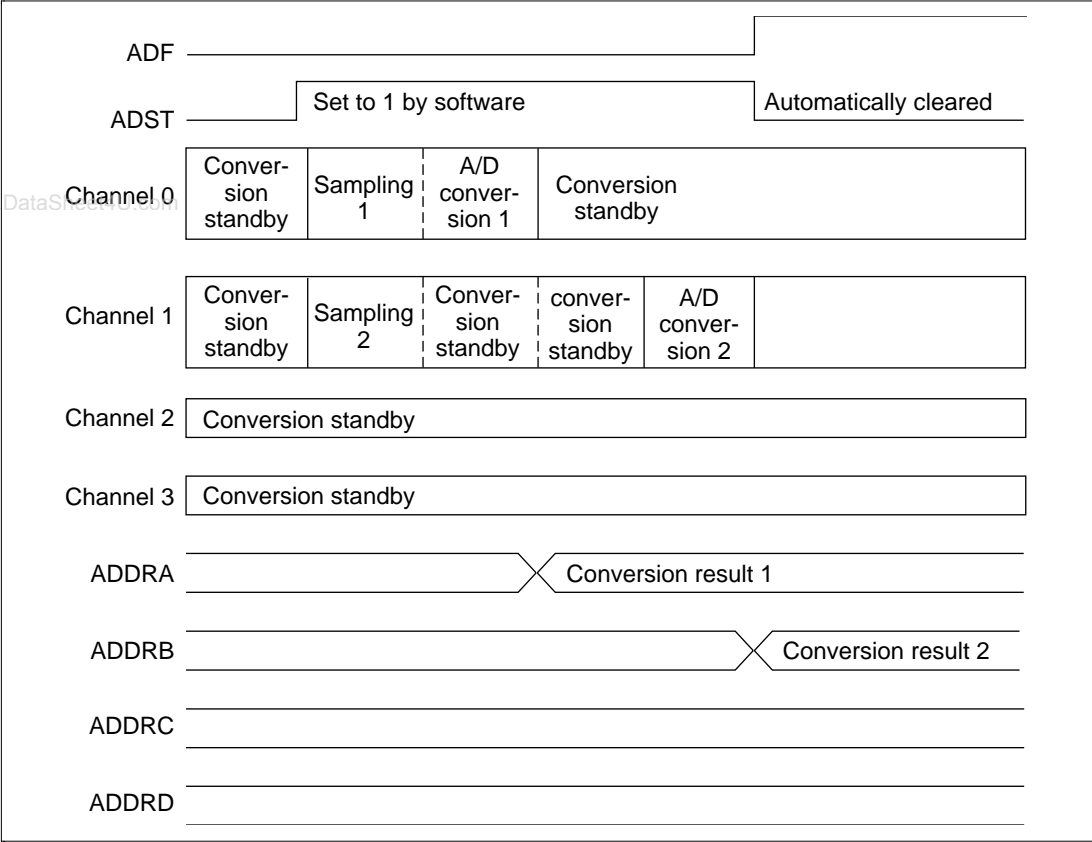 ADF
ADST
Set to 1 by software
Automatically cleared
DataSheet4U.com
Channel 0
Conver-
sion
standby
Sampling
1
A/D
conver-
sion 1
Conversion
standby
Channel 1
Conver-
sion
standby
Sampling
2
Conver-
sion
standby
conver-
sion
standby
A/D
conver-
sion 2
Channel 2
Conversion standby
Channel 3
Conversion standby
ADDRA
Conversion result 1
ADDRB
Conversion result 2
ADDRC
ADDRD